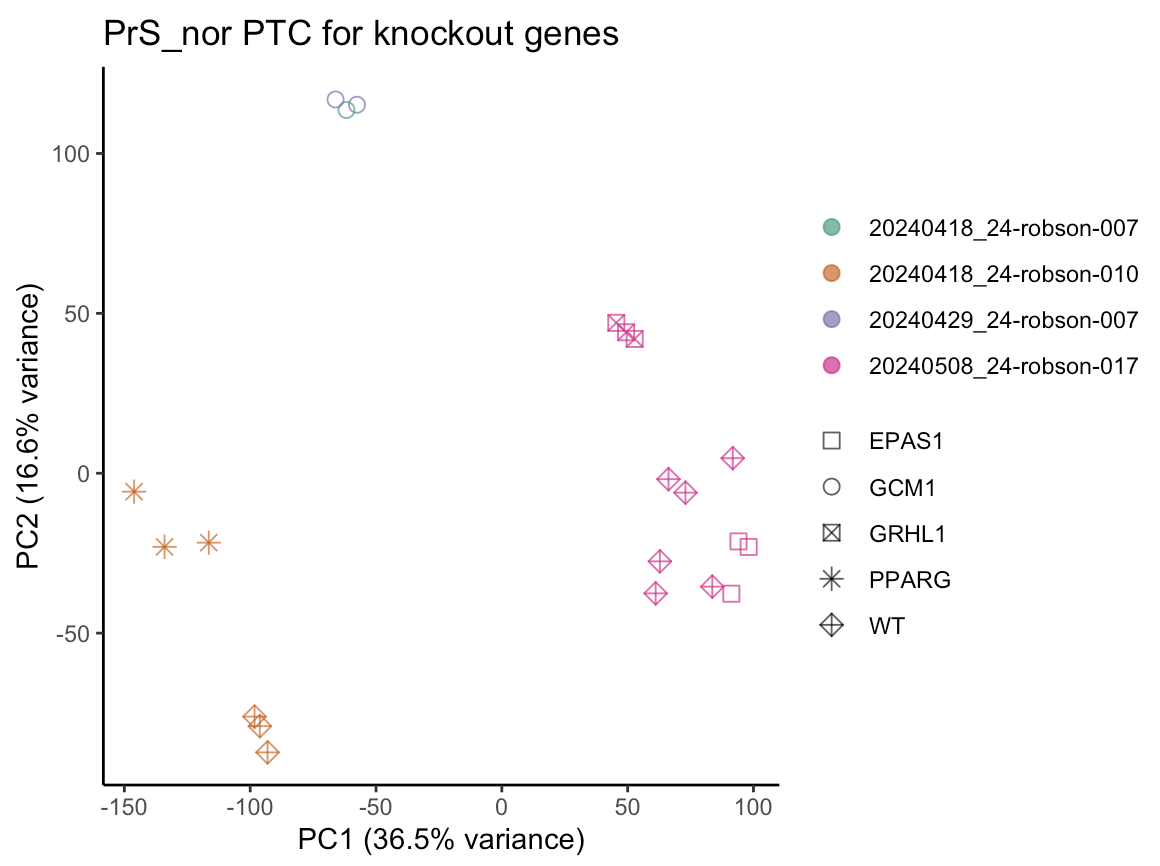 PrS_nor PTC for knockout genes
PC2 (16.6% variance)
100
50
0
-50
-150
-100
-50
0
50
100
PC1 (36.5% variance)
20240418_24-robson-007
20240418_24-robson-010
20240429_24-robson-007
20240508_24-robson-017
EPAS1
GCM1
GRHL1
PPARG
WT